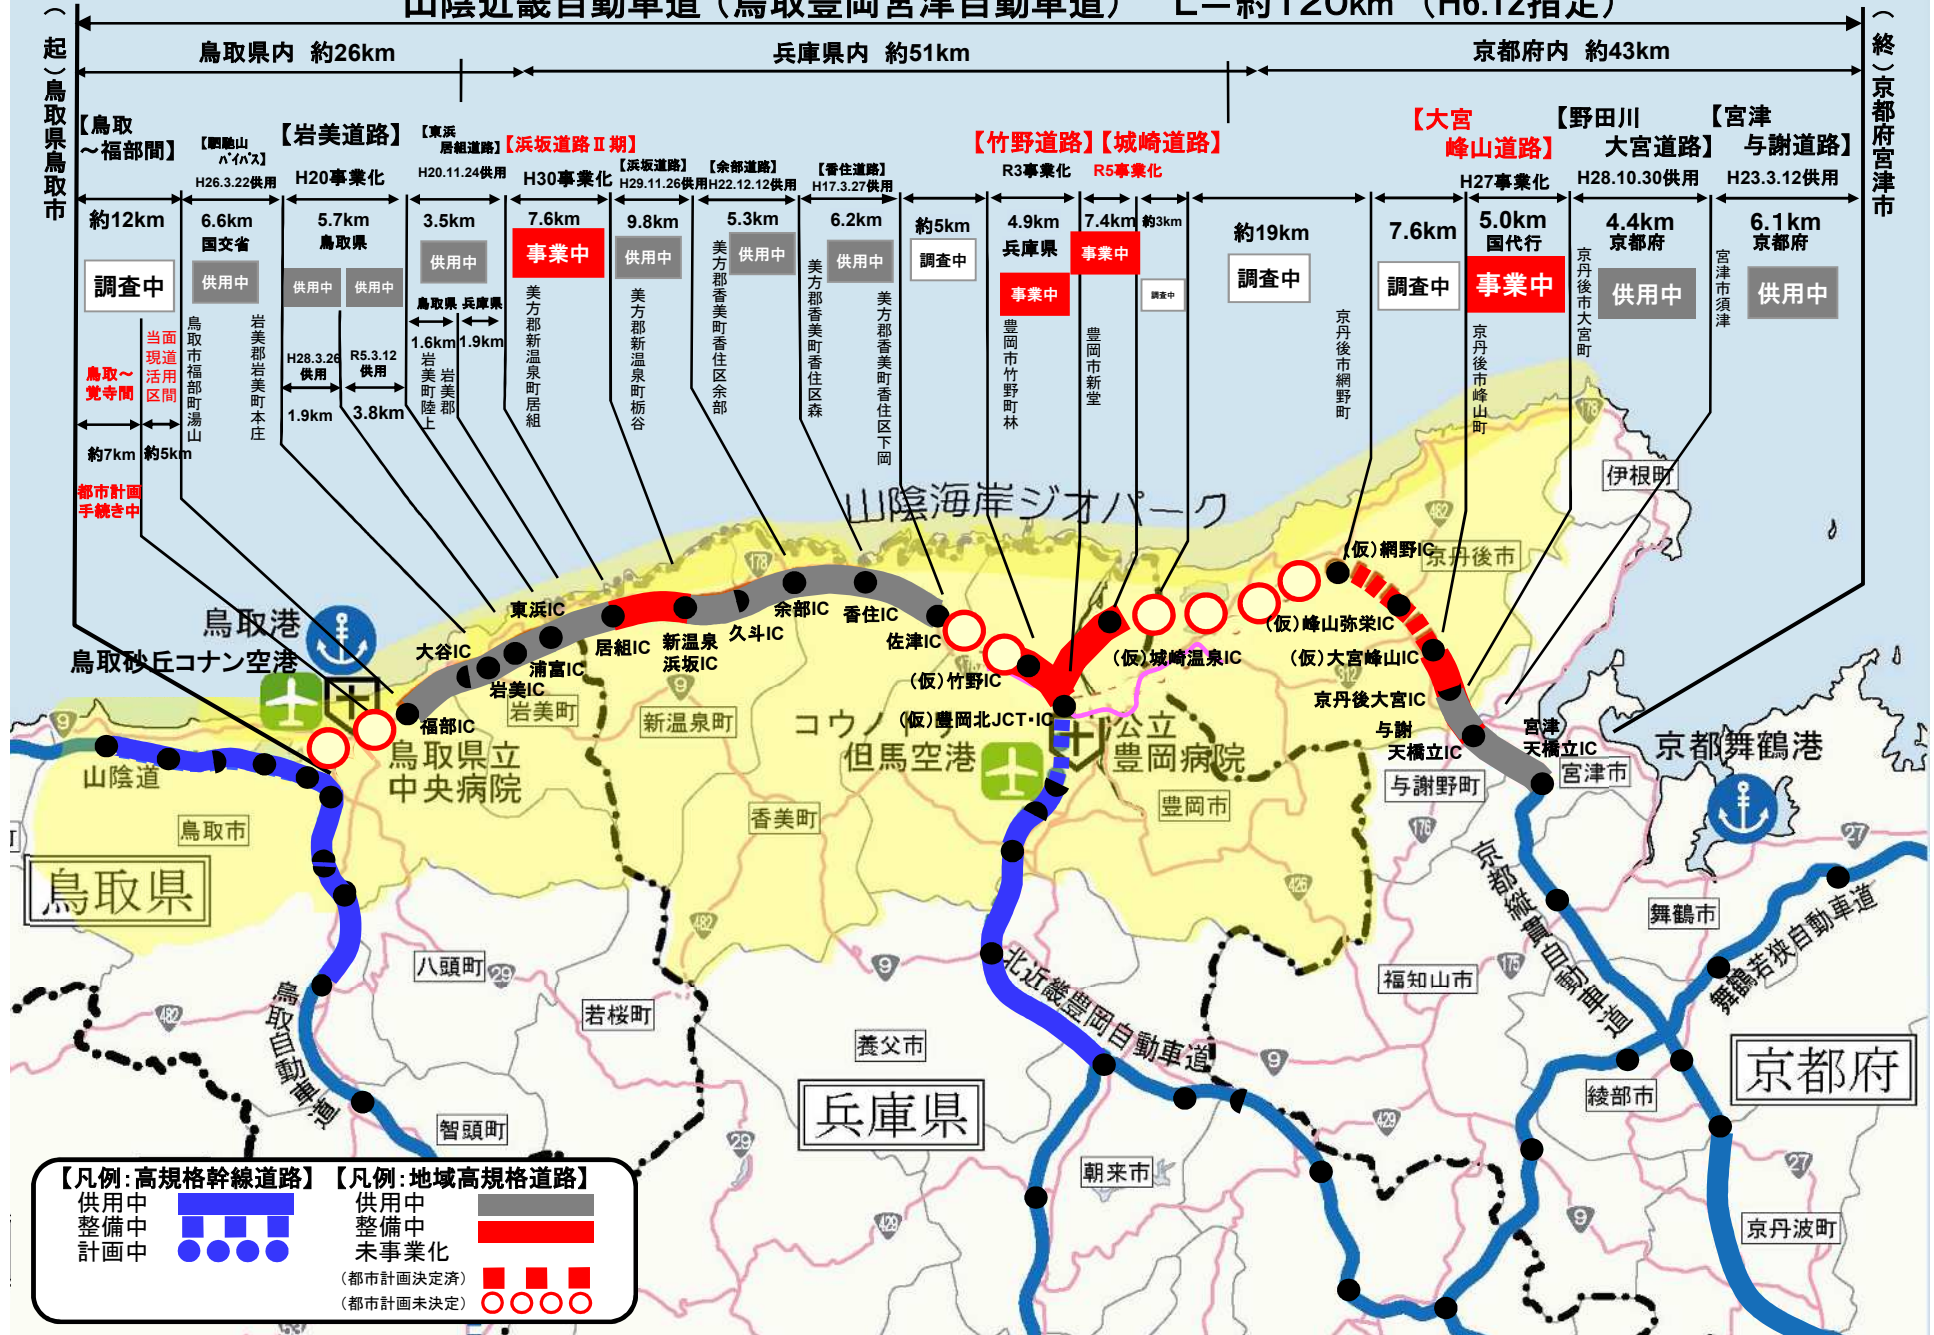 山陰近畿自動車道（鳥取豊岡宮津自動車道）　L＝約120km （H6.12指定）
（起）鳥取県鳥取市
（終）京都府宮津市
鳥取県内 約26km
兵庫県内 約51km
京都府内 約43km
【鳥取
～福部間】
約12km
調査中
鳥取～
覚寺間
約7km
都市計画
手続き中
当面
現道
活用
区間
約5km
【駟馳山
バイパス】
H26.3.22供用
6.6km
国交省
供用中
鳥取市福部町湯山
岩美郡岩美町本庄
【岩美道路】
H20事業化
5.7km
鳥取県
供用中
供用中
H28.3.26
供用
1.9km
R5.3.12
供用
3.8km
【東浜
居組道路】
H20.11.24供用
3.5km
供用中
鳥取県
兵庫県
1.6km
1.9km
岩美郡
岩美町陸上
【浜坂道路Ⅱ期】
H30事業化
7.6km
事業中
美方郡新温泉町居組
【浜坂道路】
H29.11.26供用
9.8km
供用中
美方郡新温泉町栃谷
【余部道路】
H22.12.12供用
5.3km
供用中
美方郡香美町香住区余部
【香住道路】
H17.3.27供用
6.2km
供用中
美方郡香美町香住区森
美方郡香美町香住区下岡
約5km
調査中
【竹野道路】
R3事業化
4.9km
兵庫県
事業中
豊岡市竹野町林
【城崎道路】
R5事業化
7.4km
事業中
豊岡市新堂
約3km
調査中
約19km
調査中
京丹後市網野町
7.6km
調査中
【大宮
峰山道路】
H27事業化
5.0km
国代行
事業中
京丹後市峰山町
【野田川
大宮道路】
H28.10.30供用
4.4km
京都府
供用中
京丹後市大宮町
【宮津
与謝道路】
H23.3.12供用
6.1km
京都府
供用中
宮津市須津
山陰海岸ジオパーク
伊根町
178
482
(仮)網野IC
京丹後市
178
鳥取港
鳥取砂丘コナン空港
大谷IC
東浜IC
浦富IC
岩美IC
岩美町
福部IC
居組IC
新温泉
浜坂IC
久斗IC
余部IC
香住IC
佐津IC
(仮)竹野IC
(仮)豊岡北JCT・IC
(仮)城崎温泉IC
(仮)峰山弥栄IC
(仮)大宮峰山IC
312
京丹後大宮IC
与謝
天橋立IC
宮津
天橋立IC
宮津市
与謝野町
京都舞鶴港
9
9
新温泉町
コウノトリ
但馬空港
公立
豊岡病院
鳥取県立
中央病院
山陰道
鳥取市
鳥取県
香美町
豊岡市
176
27
426
482
9
京都縦貫自動車道
舞鶴市
舞鶴若狭自動車道
八頭町
29
482
若桜町
鳥取自動車道
北近畿豊岡自動車道
福知山市
175
養父市
9
兵庫県
京都府
綾部市
智頭町
29
429
429
朝来市
27
9
京丹波町
【凡例：高規格幹線道路】
供用中
整備中
計画中
【凡例：地域高規格道路】
供用中
整備中
未事業化
（都市計画決定済）
（都市計画未決定）